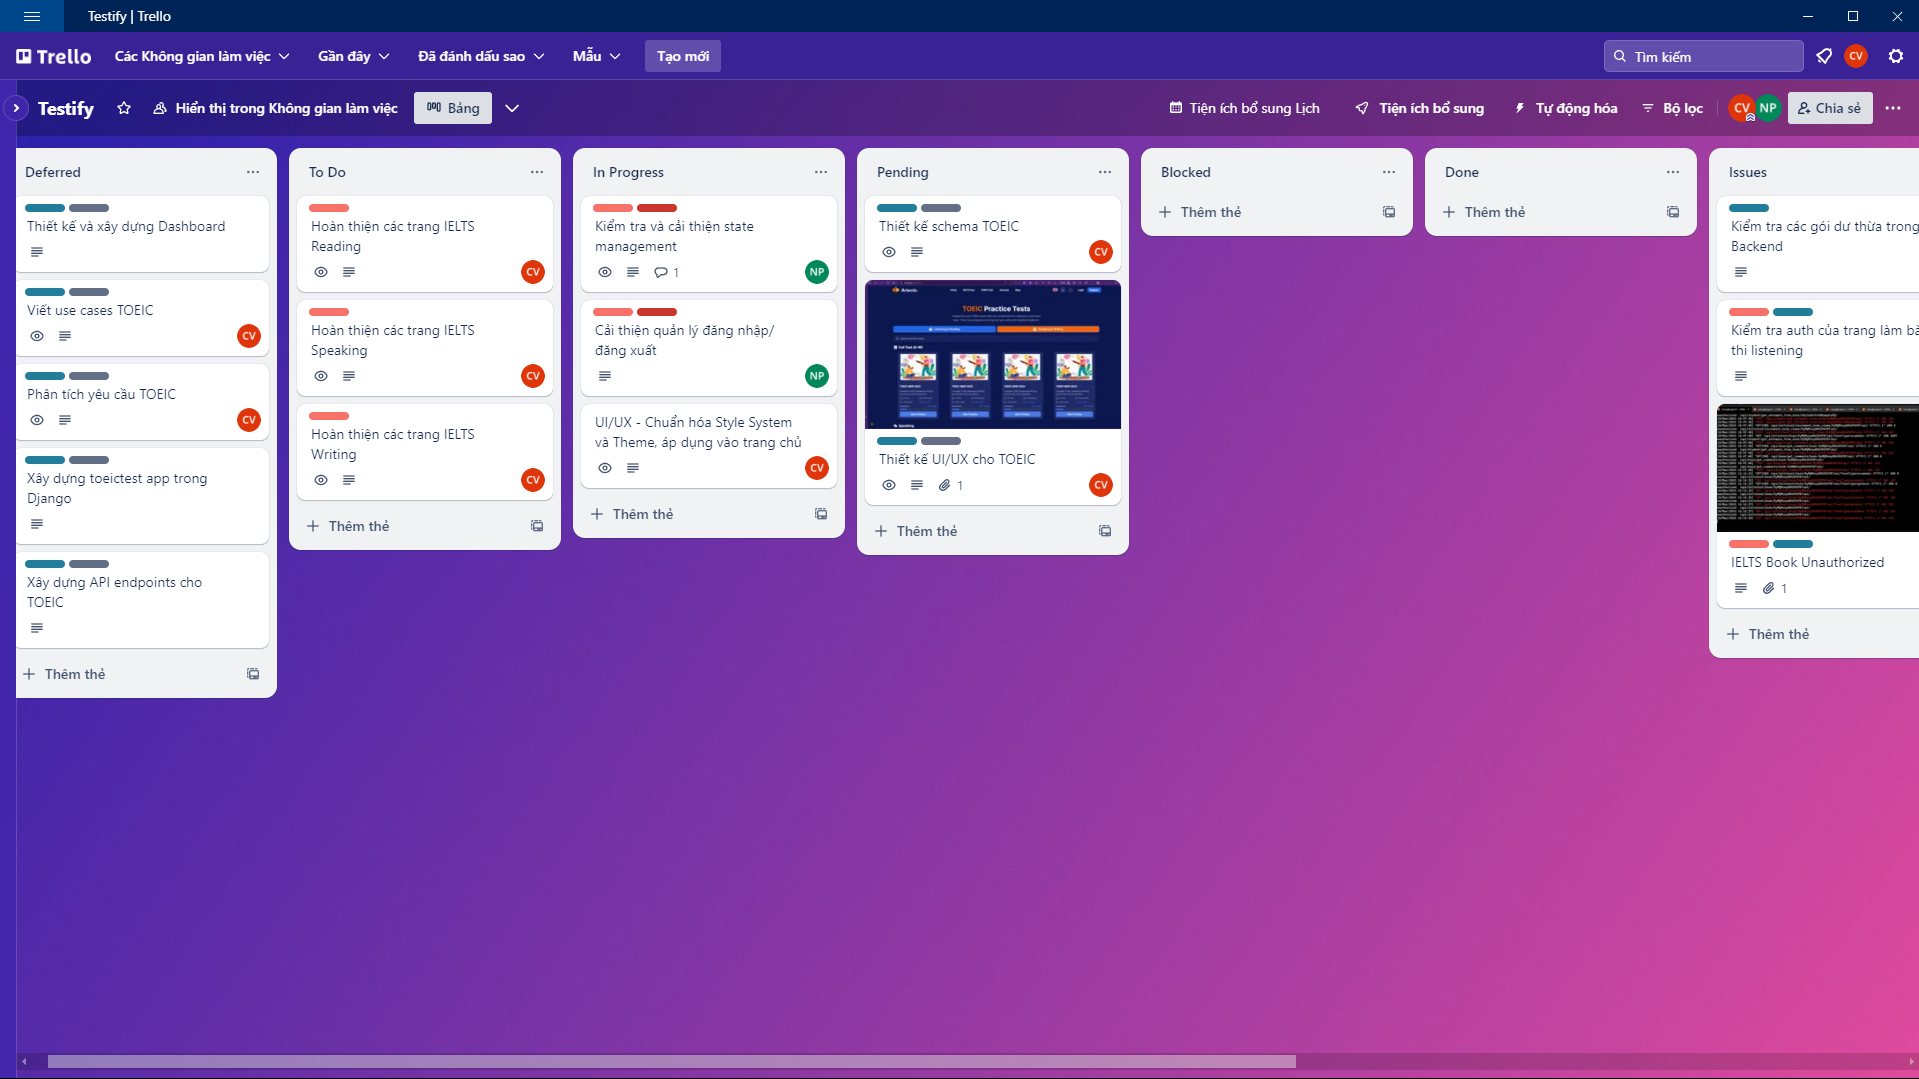 Testify | Trello
Trello
Các Không gian làm việc
Gần đây
Đã đánh dấu sao
Mẫu
Tạo mới
Tìm kiếm
CV
Testify
Hiển thị trong Không gian làm việc
Bảng
Tiện ích bổ sung Lịch
Tiện ích bổ sung
Tự động hóa
Bộ lọc
CV
NP
Chia sẻ
Deferred
Thiết kế và xây dựng Dashboard
Viết use cases TOEIC
CV
Phân tích yêu cầu TOEIC
CV
Xây dựng toeictest app trong
Django
Xây dựng API endpoints cho
TOEIC
Thêm thẻ
To Do
Hoàn thiện các trang IELTS
Reading
CV
Hoàn thiện các trang IELTS
Speaking
CV
Hoàn thiện các trang IELTS
Writing
CV
Thêm thẻ
In Progress
Kiểm tra và cải thiện state
management
1
NP
Cải thiện quản lý đăng nhập/
đăng xuất
NP
UI/UX - Chuẩn hóa Style System
và Theme, áp dụng vào trang chủ
CV
Thêm thẻ
Pending
Thiết kế schema TOEIC
CV
TOEIC Practice Tests
Thiết kế UI/UX cho TOEIC
1
CV
Thêm thẻ
Blocked
Thêm thẻ
Done
Thêm thẻ
Issues
Kiểm tra các gói dư thừa trong
Backend
Kiểm tra auth của trang làm bà
thi listening
IELTS Book Unauthorized
1
Thêm thẻ